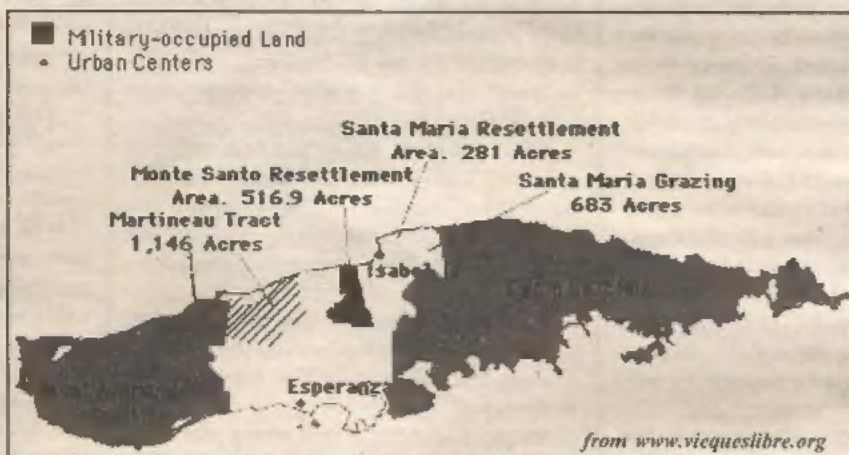 Military-occupied Land
Urban Centers
Santa Maria Resettlement
Area. 281 Acres
Monte Santo Resettlement
Area. 516.9 Acres
Santa Maria Grazing
683 Acres
Martineau Tract
1,146 Acres
Isabel
Esperanza
from www.viequeslibre.org